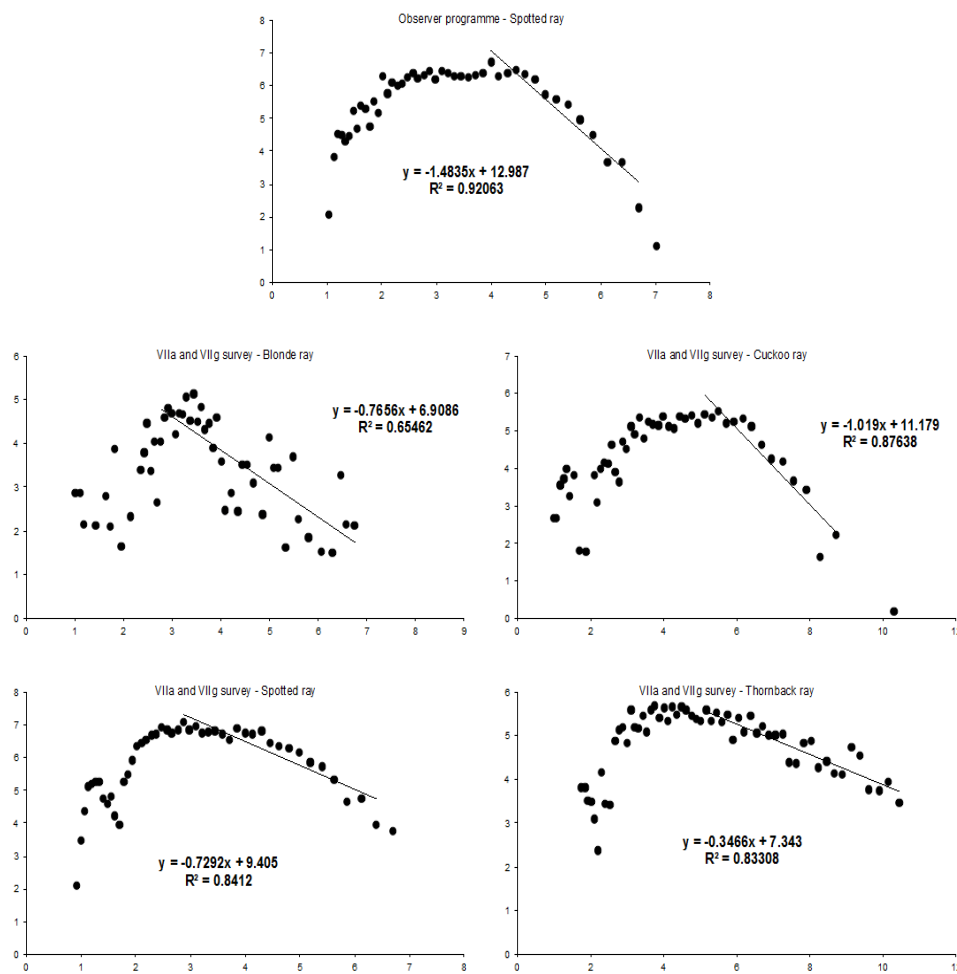 Observer programme - Spotted ray
8
7
6
5
4
3
2
1
0
y = -1.4835x + 12.987
R² = 0.92063
0 1 2 3 4 5 6 7 8
VIIa and VIIg survey - Blonde ray
6
5
4
3
2
1
0
y = -0.7656x + 6.9086
R² = 0.65462
0 1 2 3 4 5 6 7 8 9
VIIa and VIIg survey - Cuckoo ray
7
6
5
4
3
2
1
0
y = -1.019x + 11.179
R² = 0.87638
0 2 4 6 8 10
VIIa and VIIg survey - Spotted ray
8
7
6
5
4
3
2
1
0
y = -0.7292x + 9.405
R² = 0.8412
0 1 2 3 4 5 6 7 8
VIIa and VIIg survey - Thornback ray
6
5
4
3
2
1
0
y = -0.3466x + 7.343
R² = 0.83308
0 2 4 6 8 10